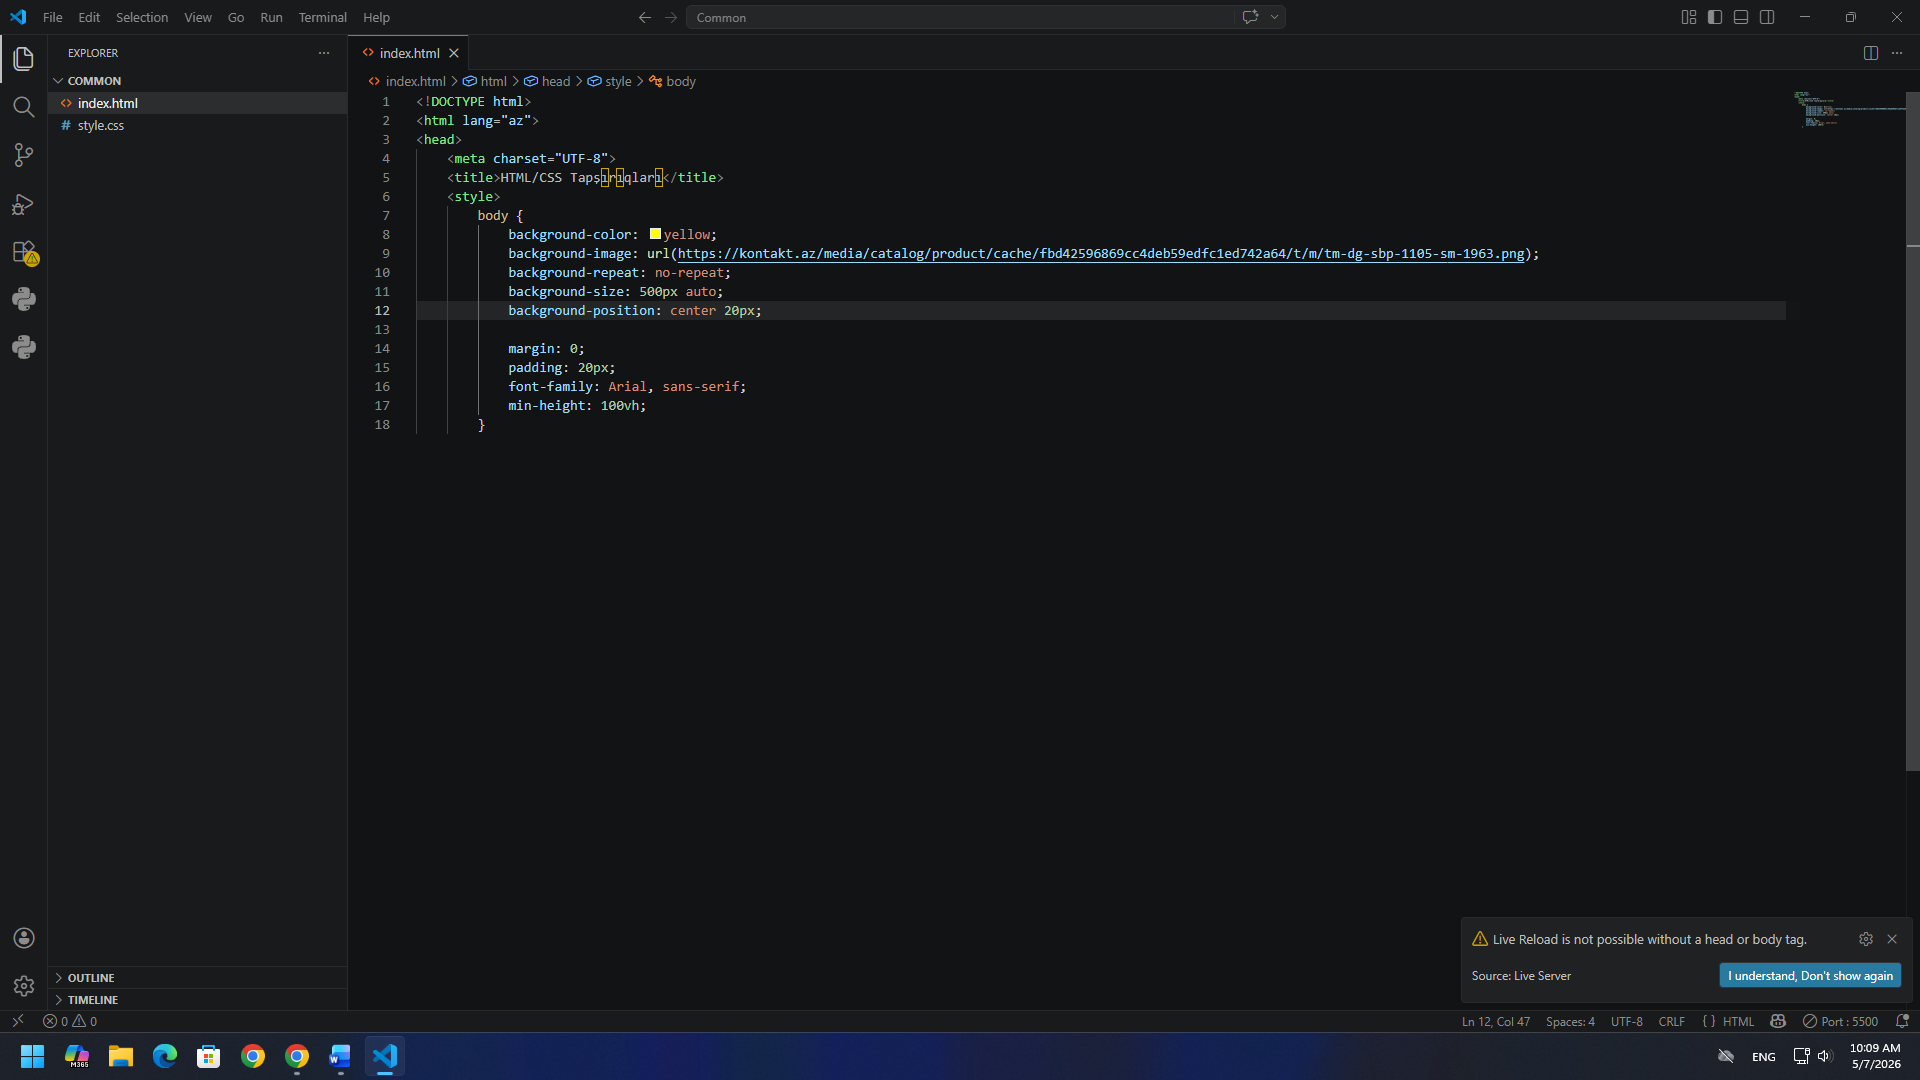 File Edit Selection View Go Run Terminal Help
Common
EXPLORER
COMMON
index.html
style.css
OUTLINE
TIMELINE
index.html
index.html > html > head > style > body
1 <!DOCTYPE html>
2 <html lang="az">
3 <head>
4 <meta charset="UTF-8">
5 <title>HTML/CSS Tapşırıqları</title>
6 <style>
7 body {
8 background-color: yellow;
9 background-image: url(https://kontakt.az/media/catalog/product/cache/fbd42596869cc4deb59edfc1ed742a64/t/m/tm-dg-sbp-1105-sm-1963.png);
10 background-repeat: no-repeat;
11 background-size: 500px auto;
12 background-position: center 20px;
13
14 margin: 0;
15 padding: 20px;
16 font-family: Arial, sans-serif;
17 min-height: 100vh;
18 }
Live Reload is not possible without a head or body tag.
Source: Live Server
I understand, Don't show again
0 0
Ln 12, Col 47 Spaces: 4 UTF-8 CRLF { } HTML Port : 5500
M365
ENG
10:09 AM
5/7/2026